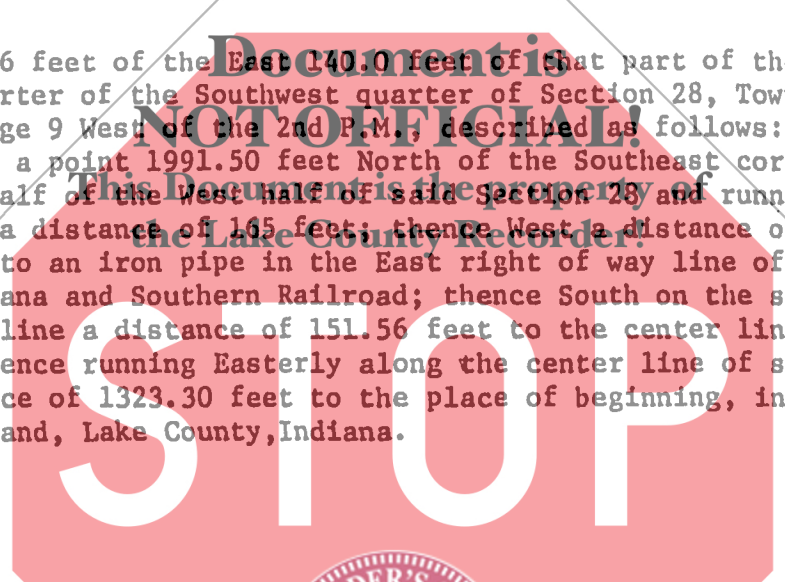 Document is
NOT OFFICIAL!
This Document is the property of
the Lake County Recorder!
6 feet of the East 140.0 feet of that part of th
rter of the Southwest quarter of Section 28, Tow
ge 9 West of the 2nd P.M., described as follows:
a point 1991.50 feet North of the Southeast cor
alf of the West half of said Section 28 and runn
a distance of 165 feet; thence West a distance o
to an iron pipe in the East right of way line of
ana and Southern Railroad; thence South on the s
line a distance of 151.56 feet to the center lin
ence running Easterly along the center line of s
ce of 1323.30 feet to the place of beginning, in
and, Lake County,Indiana.
STOP
DER'S